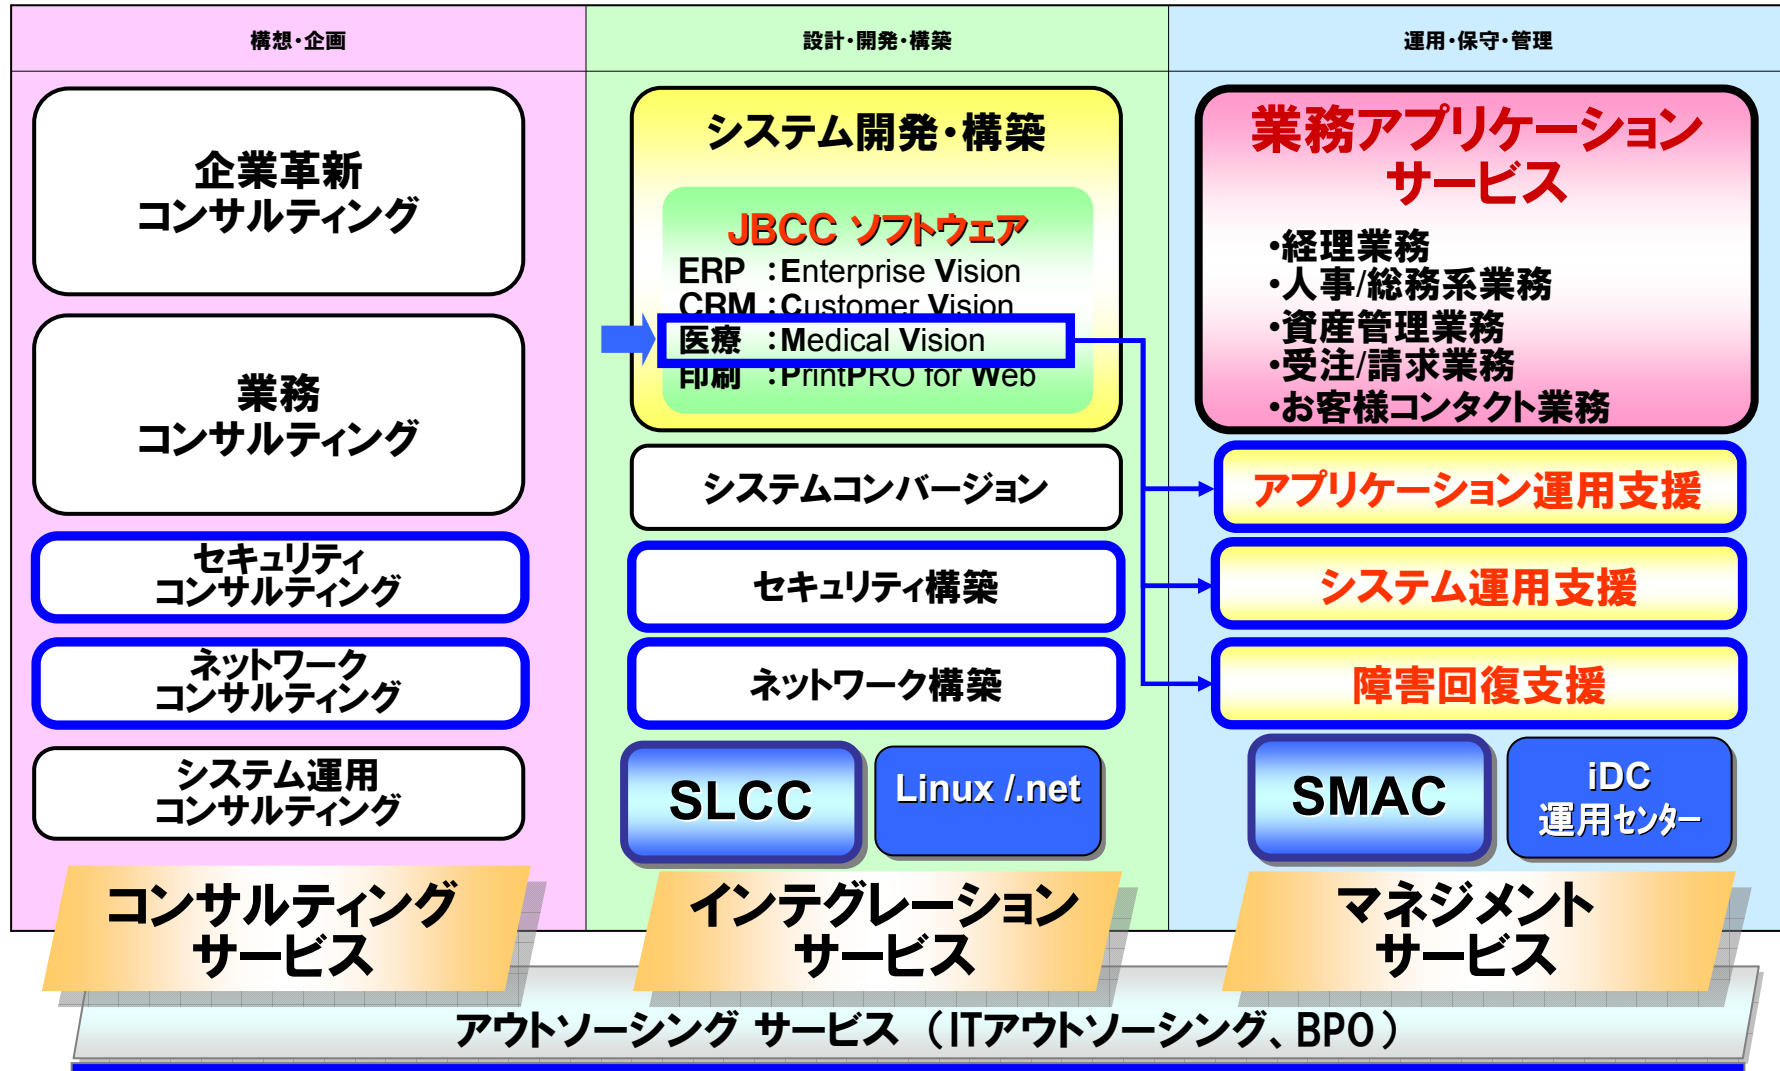 構想・企画
企業革新
コンサルティング
業務
コンサルティング
セキュリティ
コンサルティング
ネットワーク
コンサルティング
システム運用
コンサルティング
コンサルティング
サービス
設計・開発・構築
システム開発・構築
JBCC ソフトウェア
ERP ：Enterprise Vision
CRM ：Customer Vision
医療 ：Medical Vision
印刷 ：PrintPRO for Web
システムコンバージョン
セキュリティ構築
ネットワーク構築
SLCC
Linux /.net
インテグレーション
サービス
運用・保守・管理
業務アプリケーション
サービス
・経理業務
・人事/総務系業務
・資産管理業務
・受注/請求業務
・お客様コンタクト業務
アプリケーション運用支援
システム運用支援
障害回復支援
SMAC
iDC
運用センター
マネジメント
サービス
アウトソーシング サービス （ITアウトソーシング、BPO）